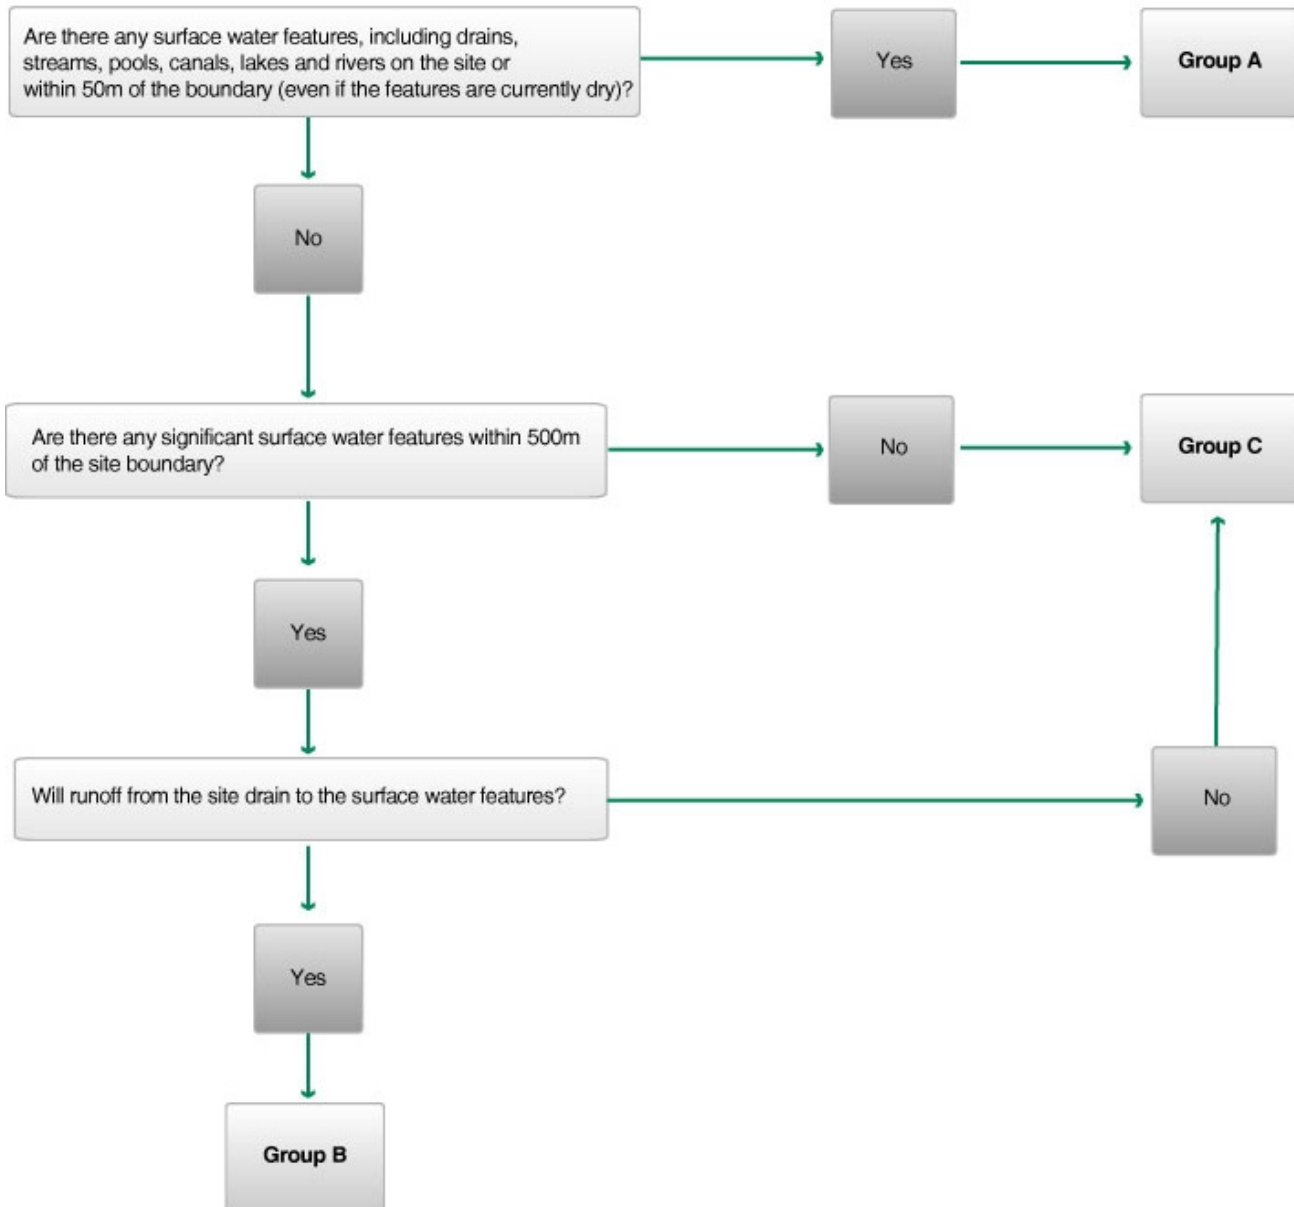 Are there any surface water features, including drains,
streams, pools, canals, lakes and rivers on the site or
within 50m of the boundary (even if the features are currently dry)?
Yes
Group A
No
Are there any significant surface water features within 500m
of the site boundary?
No
Group C
Yes
Will runoff from the site drain to the surface water features?
No
Yes
Group B